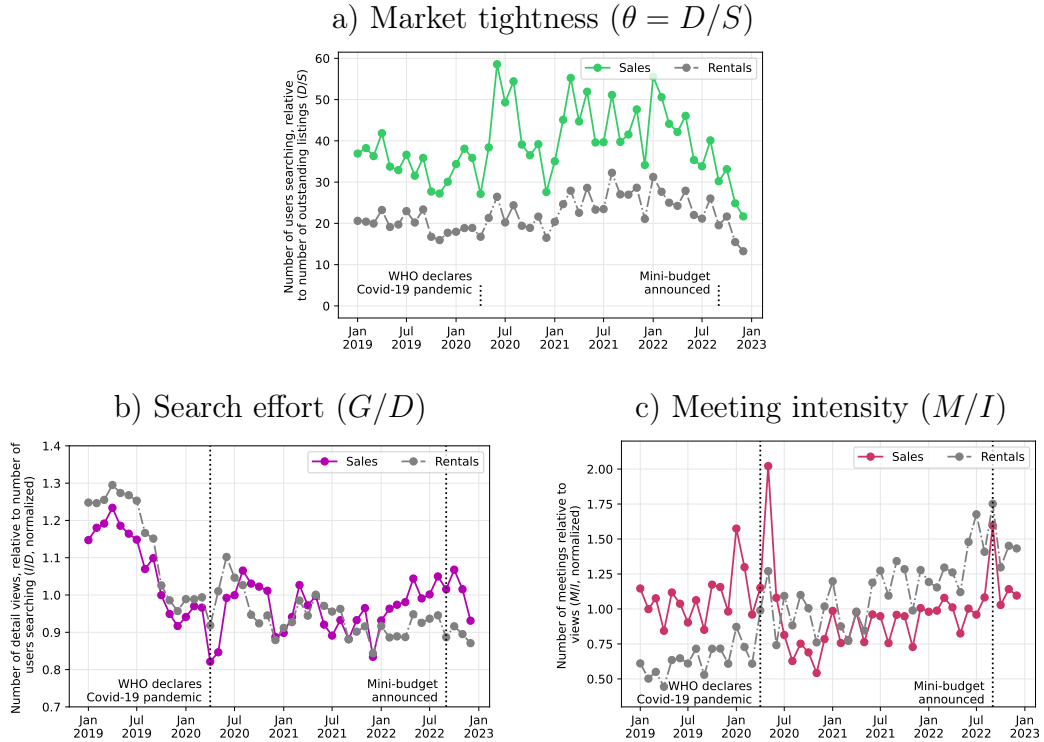 a) Market tightness (θ = D/S)
Number of users searching, relative
to number of outstanding listings (D/S)
60
50
40
30
20
10
0
Sales
Rentals
WHO declares
Covid-19 pandemic
Mini-budget
announced
Jan
2019
Jul
2019
Jan
2020
Jul
2020
Jan
2021
Jul
2021
Jan
2022
Jul
2022
Jan
2023
b) Search effort (G/D)
Number of detail views, relative to number of
users searching (I/D, normalized)
1.4
1.3
1.2
1.1
1.0
0.9
0.8
0.7
Sales
Rentals
WHO declares
Covid-19 pandemic
Mini-budget
announced
Jan
2019
Jul
2019
Jan
2020
Jul
2020
Jan
2021
Jul
2021
Jan
2022
Jul
2022
Jan
2023
c) Meeting intensity (M/I)
Number of meetings relative to
views (M/I, normalized)
2.00
1.75
1.50
1.25
1.00
0.75
0.50
Sales
Rentals
WHO declares
Covid-19 pandemic
Mini-budget
announced
Jan
2019
Jul
2019
Jan
2020
Jul
2020
Jan
2021
Jul
2021
Jan
2022
Jul
2022
Jan
2023